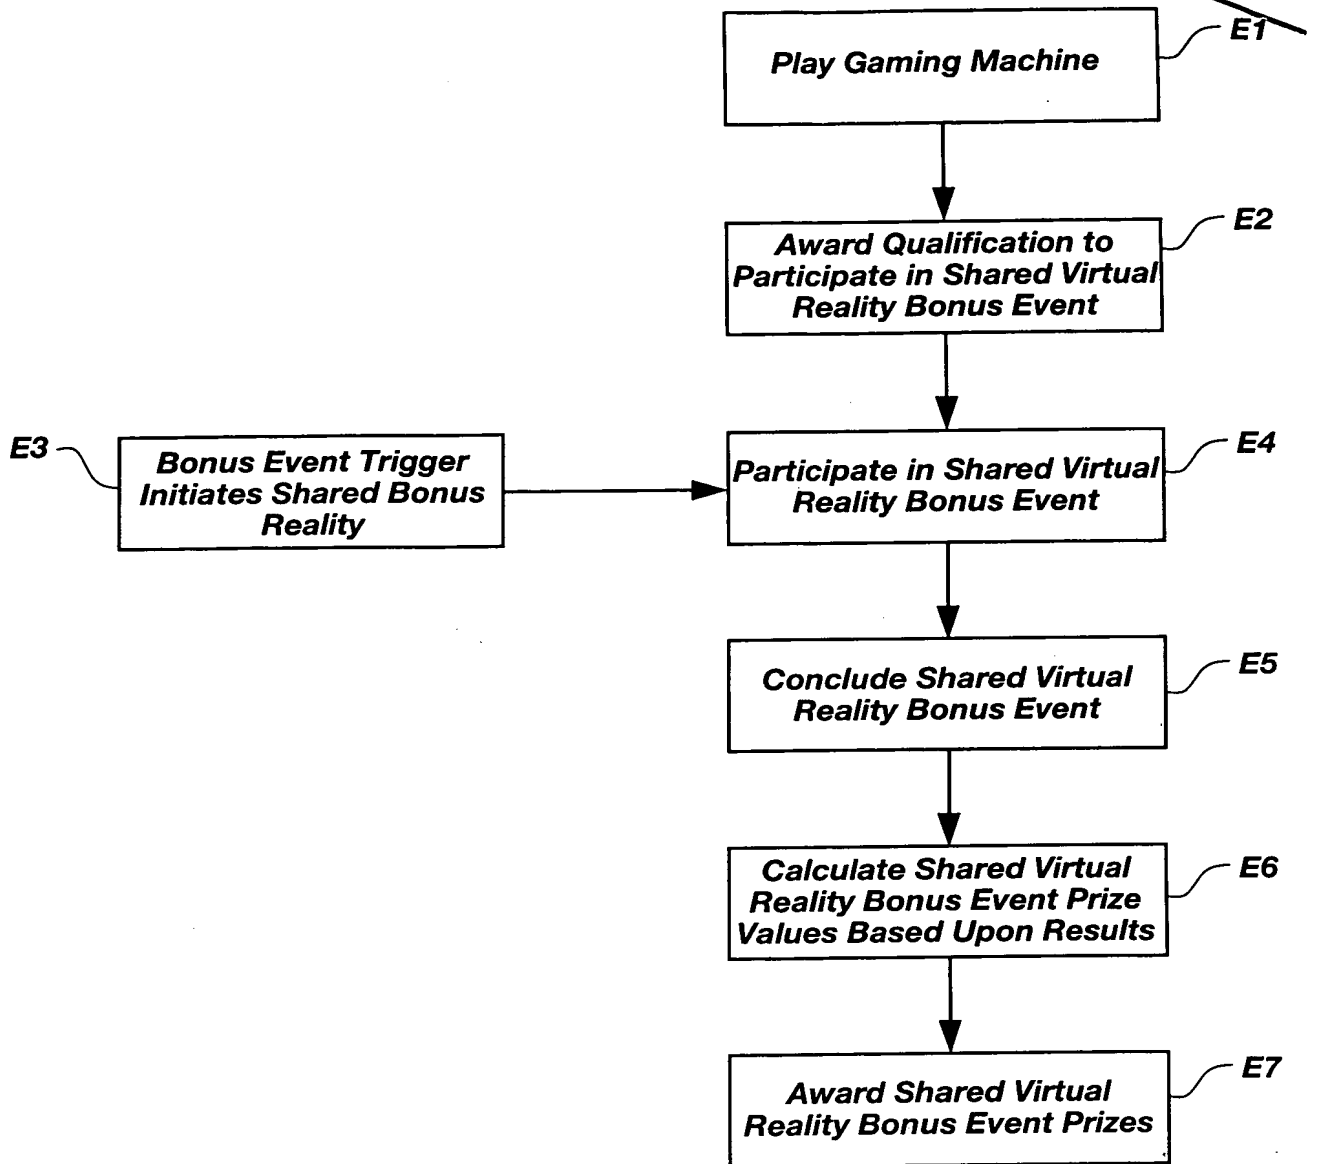 Play Gaming Machine
E1
Award Qualification to
Participate in Shared Virtual
Reality Bonus Event
E2
E3
Bonus Event Trigger
Initiates Shared Bonus
Reality
Participate in Shared Virtual
Reality Bonus Event
E4
Conclude Shared Virtual
Reality Bonus Event
E5
Calculate Shared Virtual
Reality Bonus Event Prize
Values Based Upon Results
E6
Award Shared Virtual
Reality Bonus Event Prizes
E7